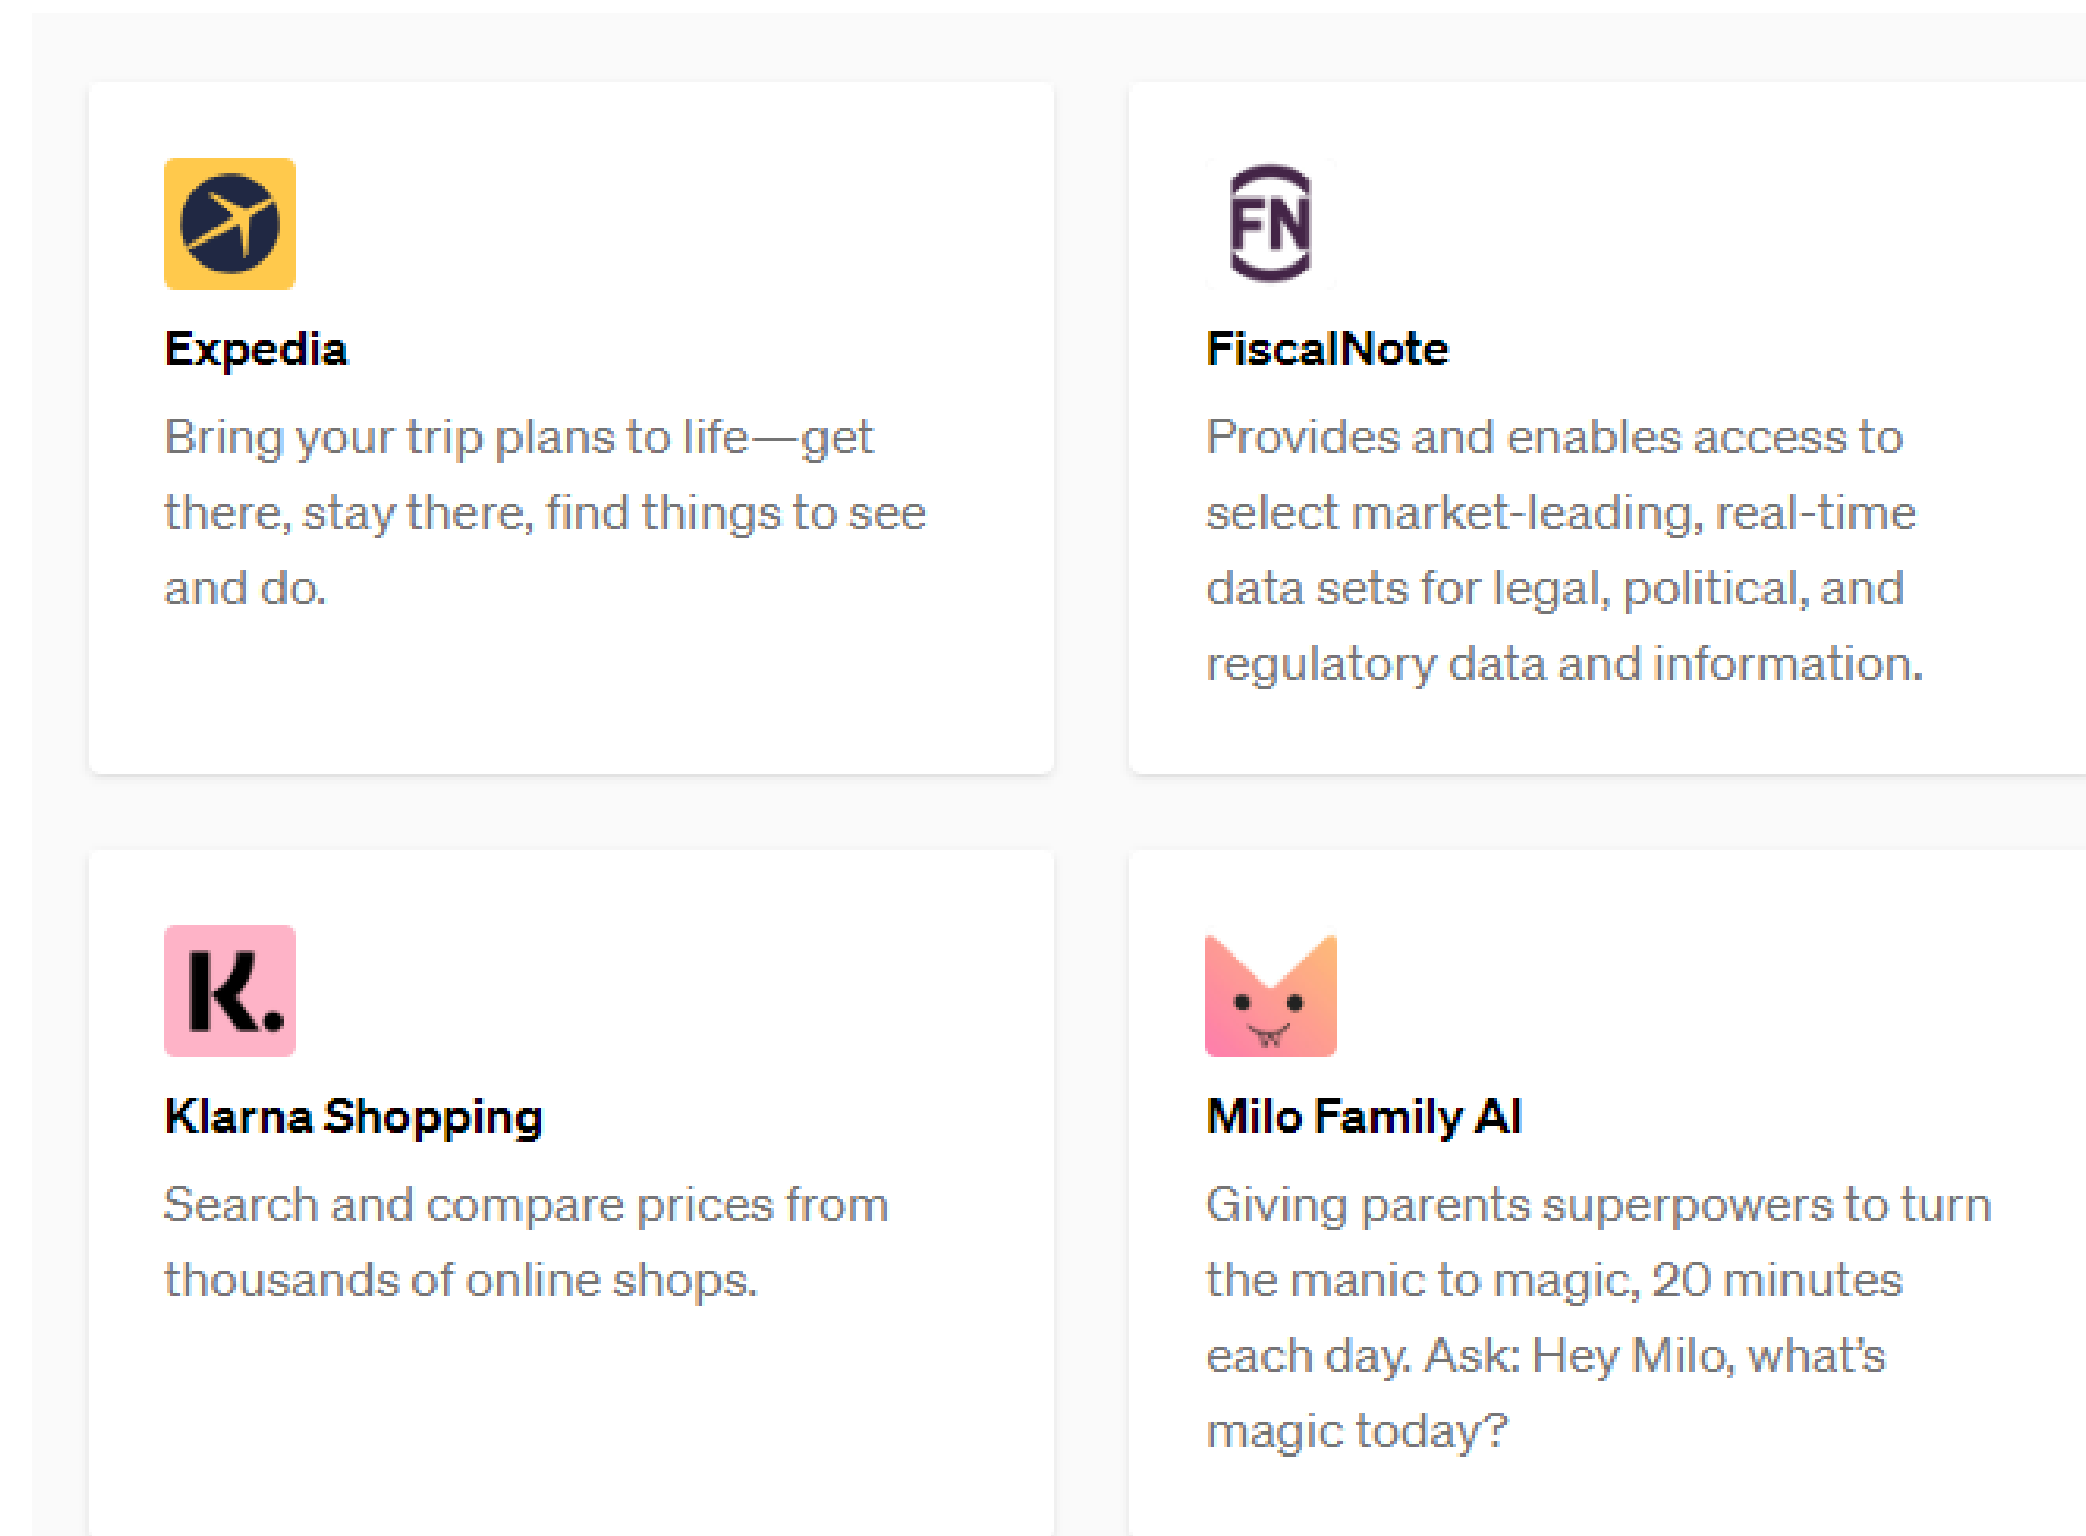 Expedia
Bring your trip plans to life—get
there, stay there, find things to see
and do.
FN
FiscalNote
Provides and enables access to
select market-leading, real-time
data sets for legal, political, and
regulatory data and information.
K.
Klarna Shopping
Search and compare prices from
thousands of online shops.
Milo Family AI
Giving parents superpowers to turn
the manic to magic, 20 minutes
each day. Ask: Hey Milo, what’s
magic today?